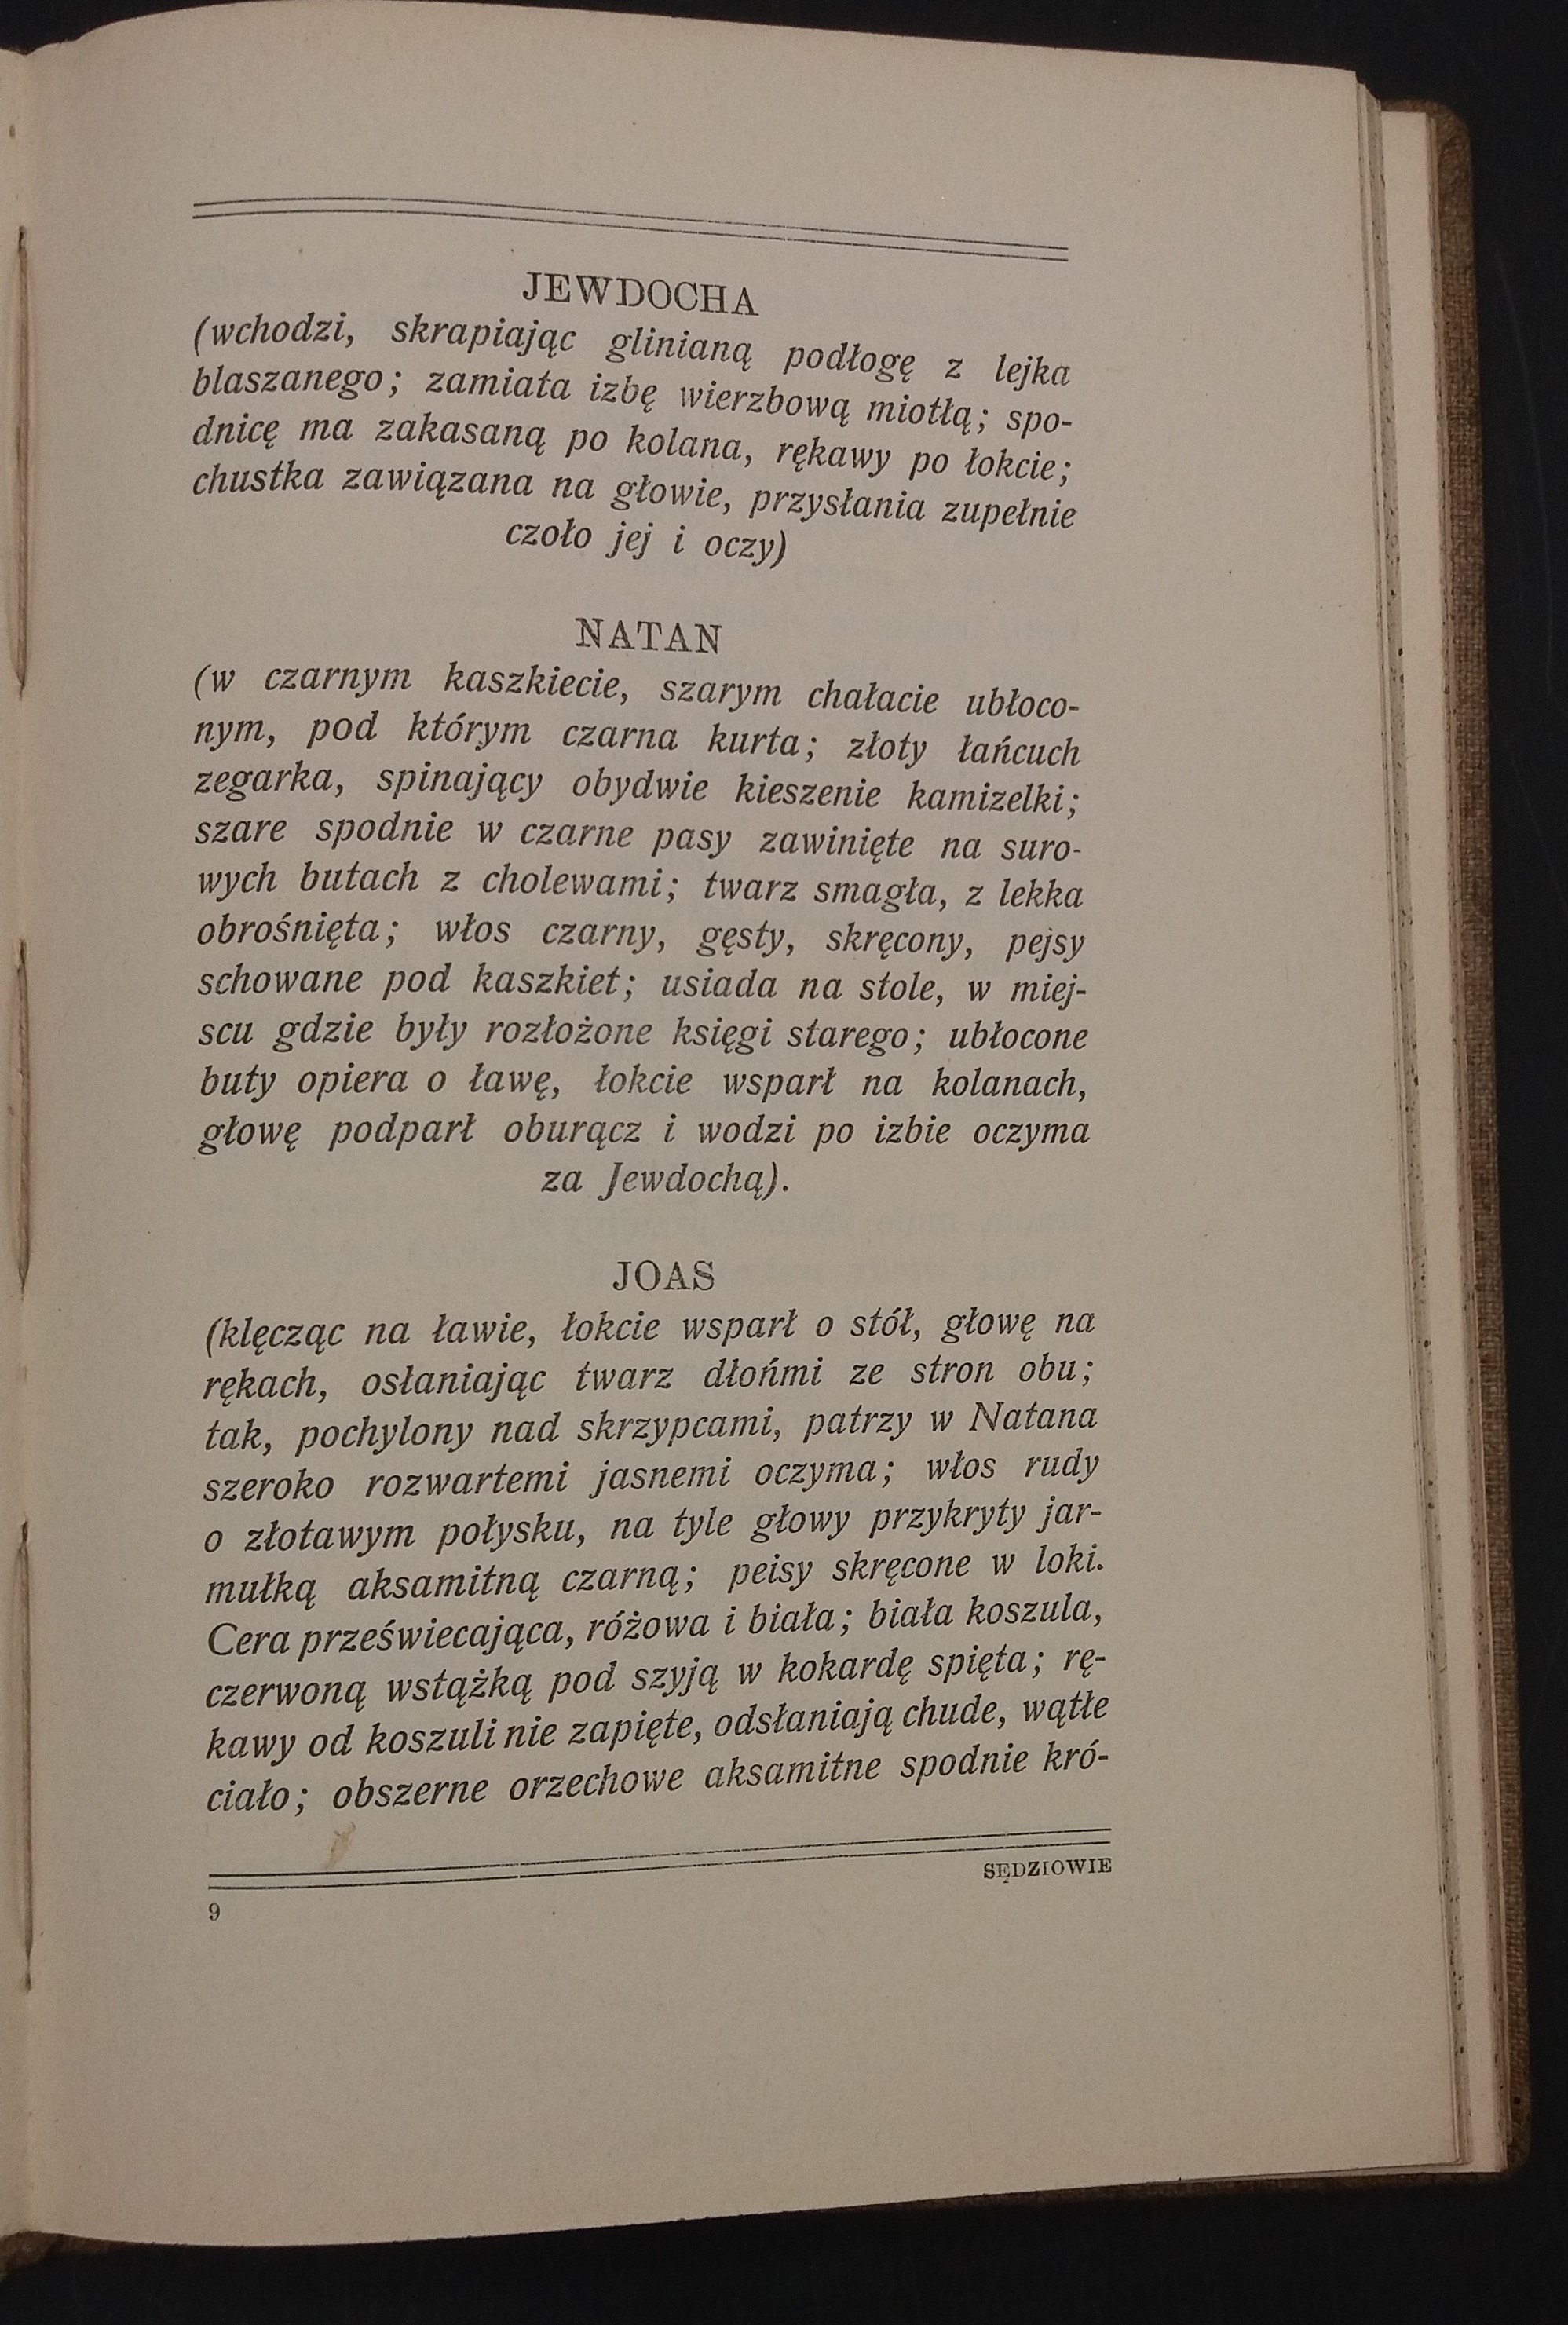 JEWDOCHA
(wchodzi, skrapiając glinianą podłogę z lejka
blaszanego; zamiata izbę wierzbową miotłą; spo-
dnicę ma zakasaną po kolana, rękawy po łokcie;
chustka zawiązana na głowie, przysłania zupełnie
czoło jej i oczy)
NATAN
(w czarnym kaszkiecie, szarym chałacie ubłoco-
nym, pod którym czarna kurta; złoty łańcuch
zegarka, spinający obydwie kieszenie kamizelki;
szare spodnie w czarne pasy zawinięte na suro-
wych butach z cholewami; twarz smagła, z lekka
obrośnięta; włos czarny, gęsty, skręcony, pejsy
schowane pod kaszkiet; usiada na stole, w miej-
scu gdzie były rozłożone księgi starego; ubłocone
buty opiera o ławę, łokcie wsparł na kolanach,
głowę podparł oburącz i wodzi po izbie oczyma
za Jewdochą).
JOAS
(klęcząc na ławie, łokcie wsparł o stół, głowę na
rękach, osłaniając twarz dłońmi ze stron obu;
tak, pochylony nad skrzypcami, patrzy w Natana
szeroko rozwartemi jasnemi oczyma; włos rudy
o złotawym połysku, na tyle głowy przykryty jar-
mułką aksamitną czarną; peisy skręcone w loki.
Cera przeświecająca, różowa i biała; biała koszula,
czerwoną wstążką pod szyją w kokardę spięta; rę-
kawy od koszuli nie zapięte, odsłaniają chude, wątłe
ciało; obszerne orzechowe aksamitne spodnie kró-
SĘDZIOWIE
9